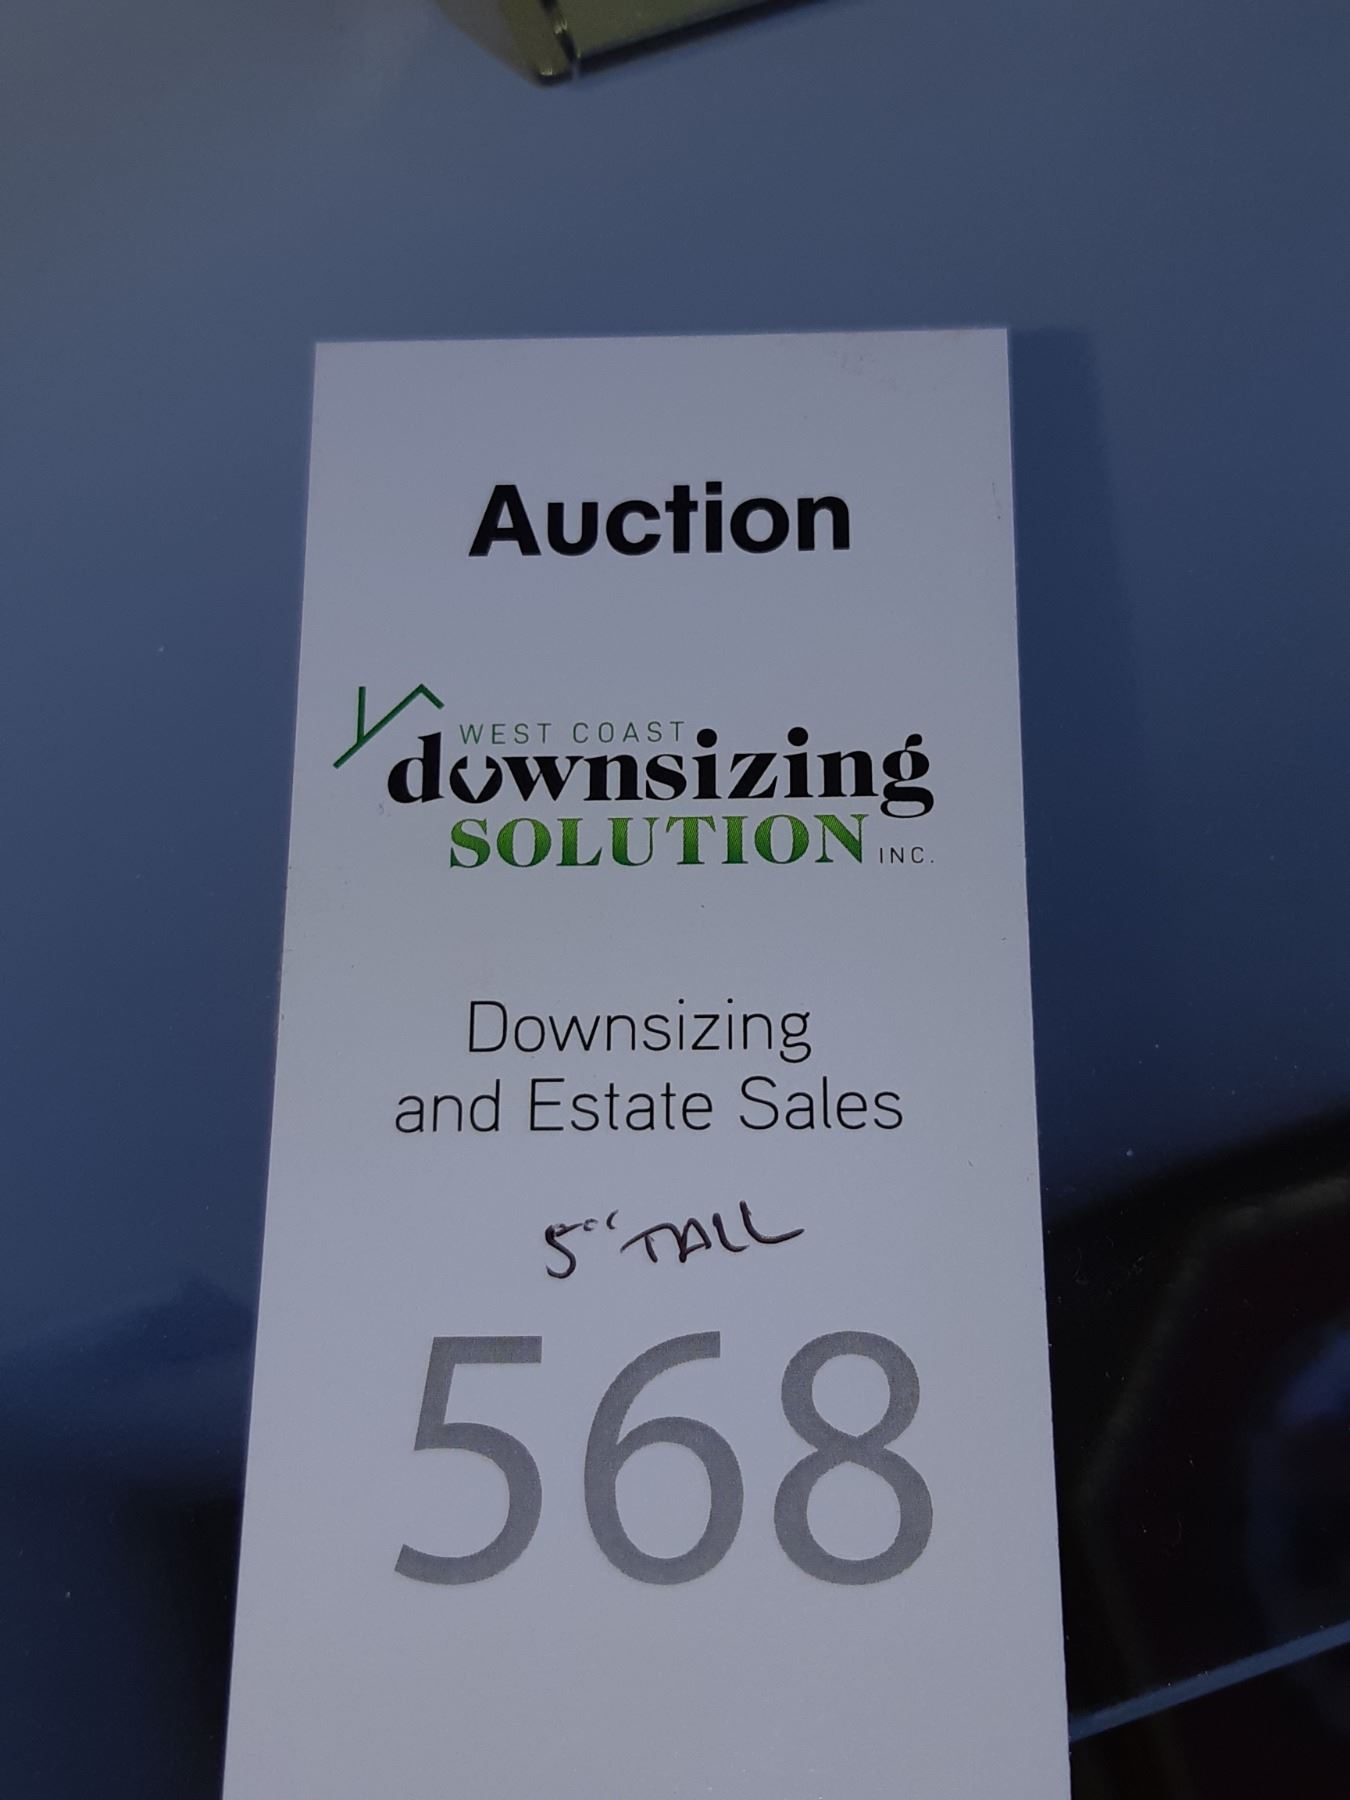 Auction
WEST COAST
downsizing
SOLUTION INC.
Downsizing
and Estate Sales
5" TALL
568